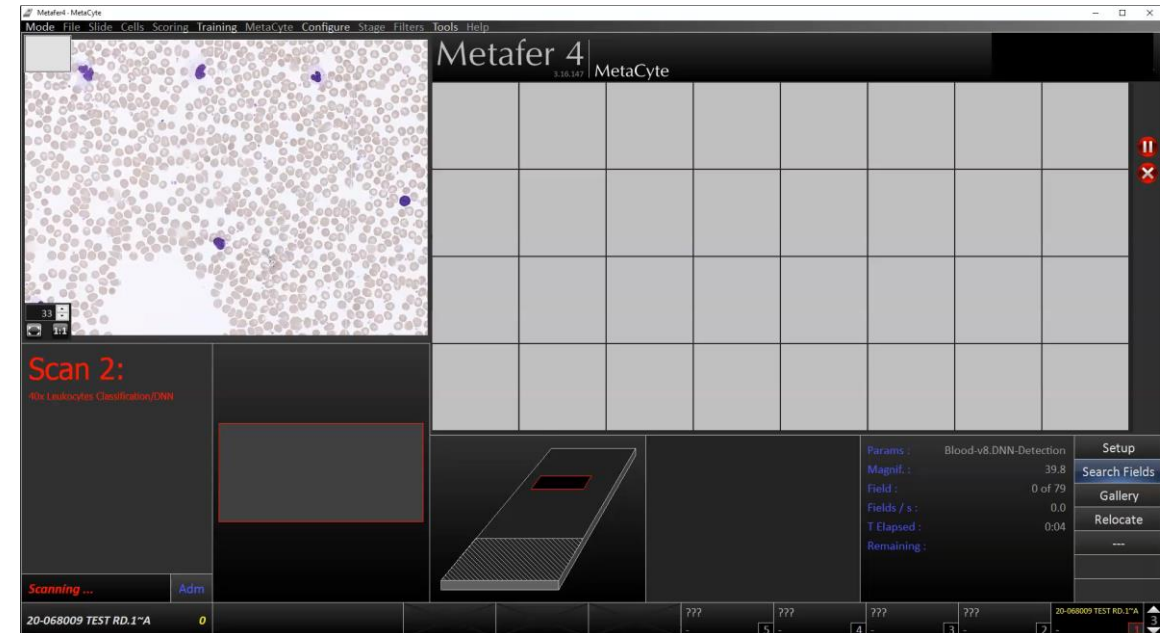 Metafer4 - MetaCyte
Mode File Slide Cells Scoring Training MetaCyte Configure Stage Filters Tools Help
Metafer 4
3.16.147
MetaCyte
33
1:1
Scan 2:
40x Leukocytes Classification/DNN
Params : Blood-v8.DNN-Detection
Magnif. : 39.8
Field : 0 of 79
Fields / s : 0.0
T Elapsed : 0:04
Remaining :
Setup
Search Fields
Gallery
Relocate
---
Scanning ...
Adm
20-068009 TEST RD.1~A 0
??? ??? ??? ??? 20-068009 TEST RD.1~A
- 5 - 4 - 3 - 2 - 1
3